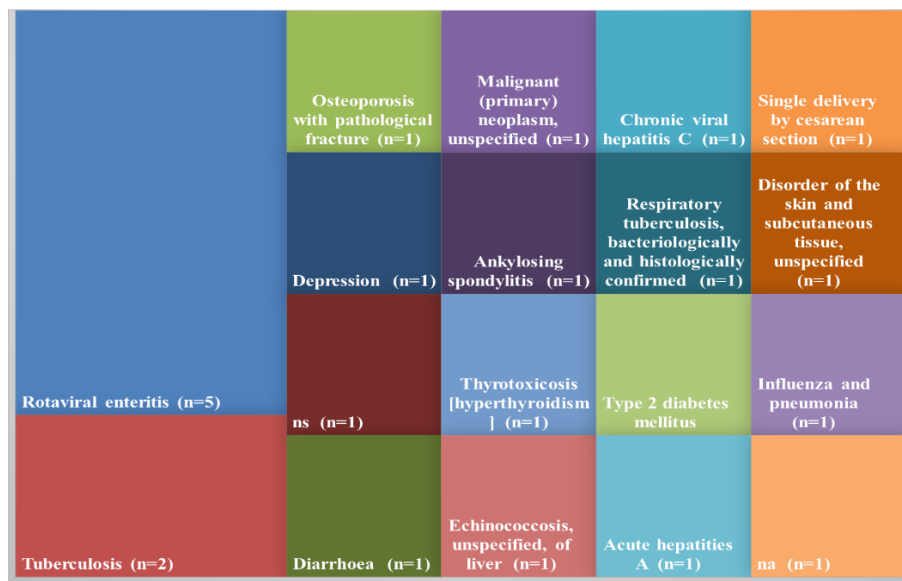 Rotaviral enteritis (n=5)
Tuberculosis (n=2)
Osteoporosis
with pathological
fracture (n=1)
Malignant
(primary)
neoplasm,
unspecified (n=1)
Chronic viral
hepatitis C (n=1)
Single delivery
by cesarean
section (n=1)
Depression (n=1)
Ankylosing
spondylitis (n=1)
Respiratory
tuberculosis,
bacteriologically
and histologically
confirmed (n=1)
Disorder of the
skin and
subcutaneous
tissue,
unspecified
(n=1)
ns (n=1)
Thyrotoxicosis
[hyperthyroidism
] (n=1)
Type 2 diabetes
mellitus
Influenza and
pneumonia
(n=1)
Diarrhoea (n=1)
Echinococcosis,
unspecified, of
liver (n=1)
Acute hepatities
A (n=1)
na (n=1)